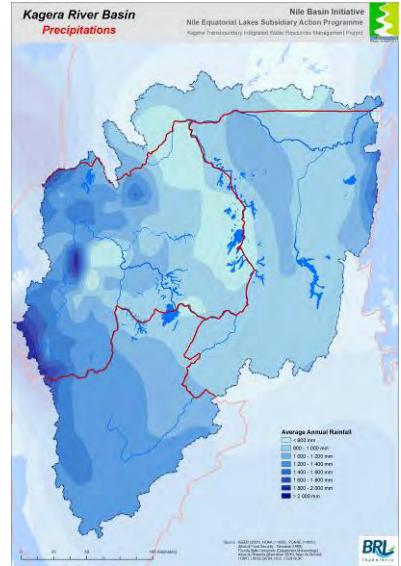 Kagera River Basin
Precipitations
Nile Basin Initiative
Nile Equatorial Lakes Subsidiary Action Programme
Kagera Transboundary Integrated Water Resources Management Project
Average Annual Rainfall
< 800 mm
800 - 1 000 mm
1 000 - 1 200 mm
1 200 - 1 400 mm
1 400 - 1 600 mm
1 600 - 1 800 mm
1 800 - 2 000 mm
> 2 000 mm
BRL